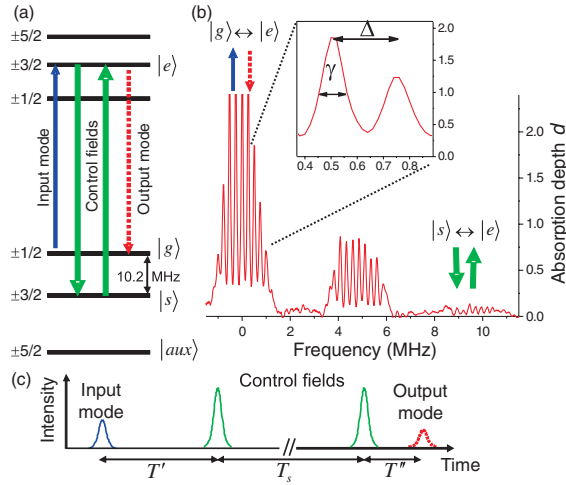 (a)
±5/2
±3/2
|e⟩
±1/2
Input mode
Control fields
Output mode
±1/2
|g⟩
10.2
MHz
±3/2
|s⟩
±5/2
|aux⟩
(b)
|g⟩↔|e⟩
Δ
γ
2.0
1.5
1.0
0.5
0.0
0.4 0.5 0.6 0.7 0.8
|s⟩↔|e⟩
2.0
1.5
1.0
0.5
0.0
Absorption depth d
0 2 4 6 8 10
Frequency (MHz)
(c)
Intensity
Input
mode
Control fields
Output
mode
Time
T' Tₛ T"